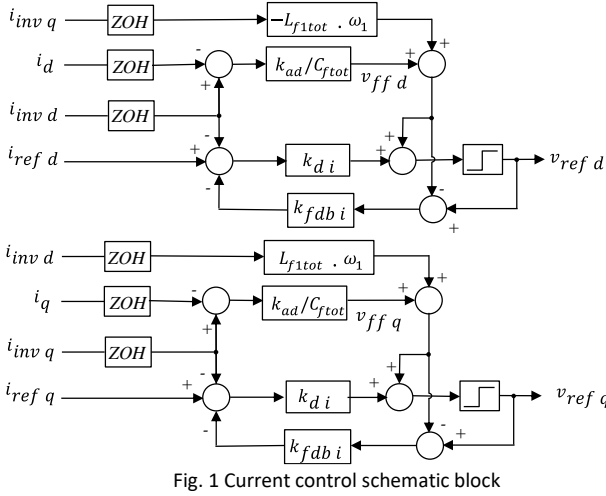 i_inv q ZOH −L_f1tot . ω_1
i_d ZOH k_ad/C_ftot v_ff d
i_inv d ZOH
i_ref d k_d i v_ref d
k_fdb i
i_inv d ZOH L_f1tot . ω_1
i_q ZOH k_ad/C_ftot v_ff q
i_inv q ZOH
i_ref q k_d i v_ref q
k_fdb i
Fig. 1 Current control schematic block